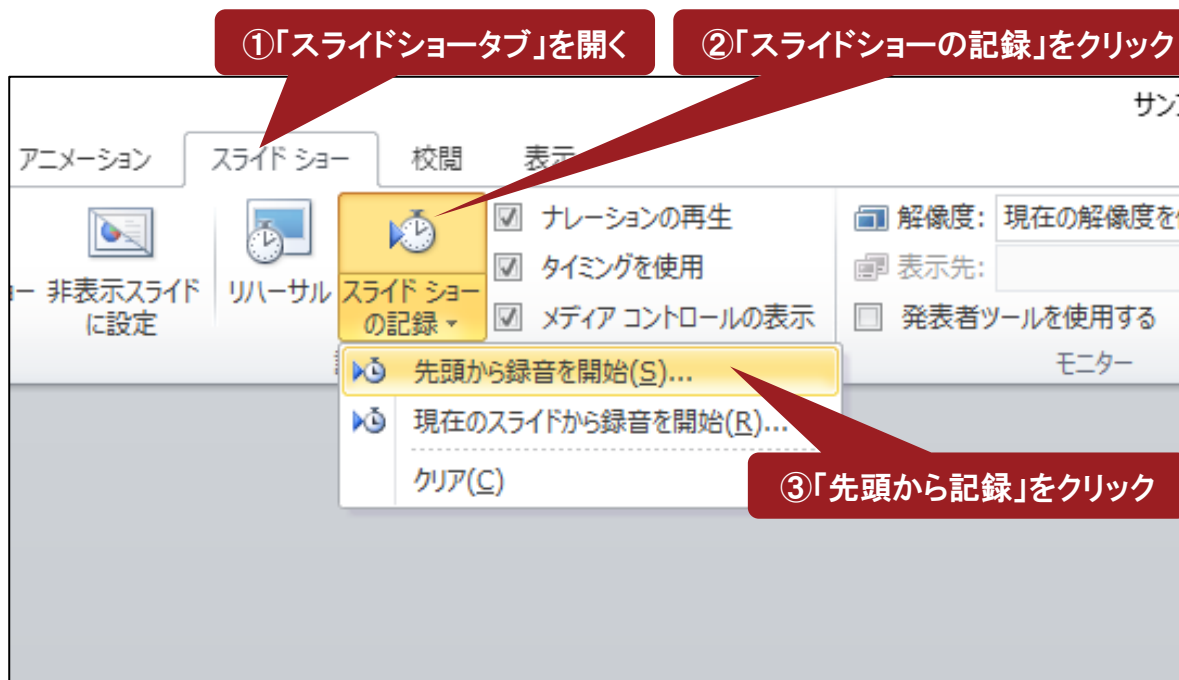 ①「スライドショータブ」を開く
②「スライドショーの記録」をクリック
アニメーション
スライド ショー
校閲
表示
非表示スライド
に設定
リハーサル
スライド ショー
の記録
ナレーションの再生
タイミングを使用
メディア コントロールの表示
解像度:
現在の解像度を
表示先:
発表者ツールを使用する
モニター
先頭から録音を開始(S)...
現在のスライドから録音を開始(R)...
クリア(C)
③「先頭から記録」をクリック